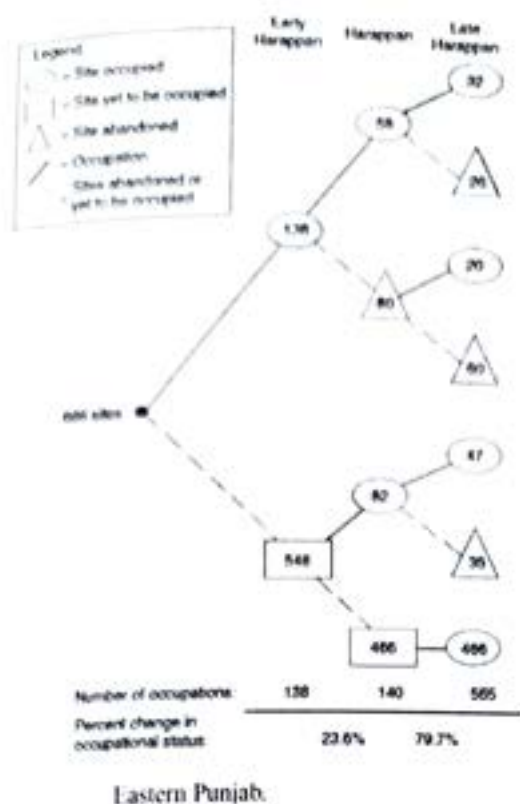 Early Harappan
Harappan
Late Harappan
Legend
- Site occupied
- Site yet to be occupied
- Site abandoned
- Occupation
Sites abandoned or
yet to be occupied
32
58
26
138
20
80
60
686 sites
47
82
548
35
466
466
Number of occupations: 138 140 565
Percent change in
occupational status: 23.6% 79.7%
Eastern Punjab.